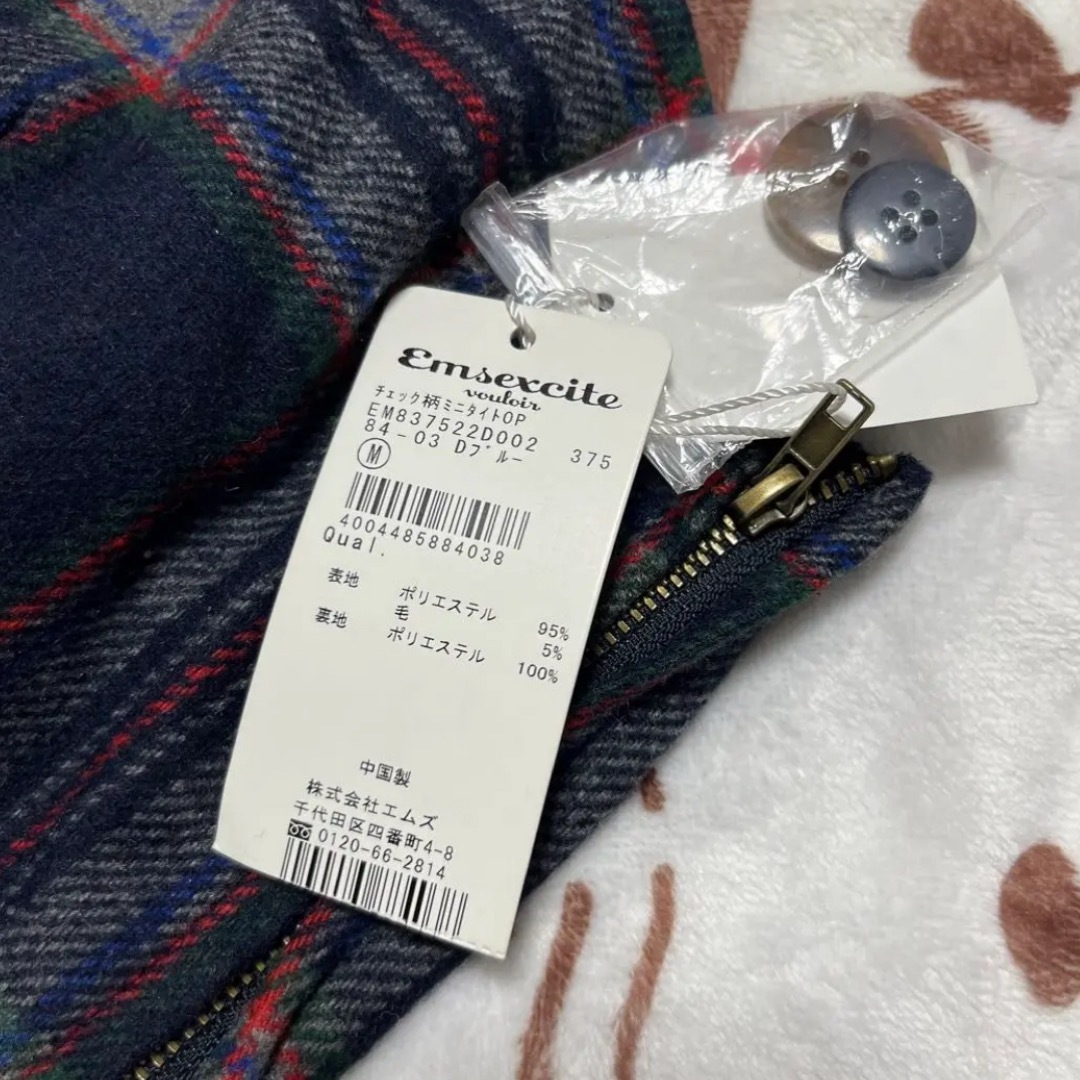 Emsexcite
vouloir
チェック柄ミニタイトOP
EM837522D002
84-03 Dブルー 375
M
4004485884038
Qual.
表地 ポリエステル 95%
毛 5%
裏地 ポリエステル 100%
中国製
株式会社エムズ
千代田区四番町4-8
0120-66-2814